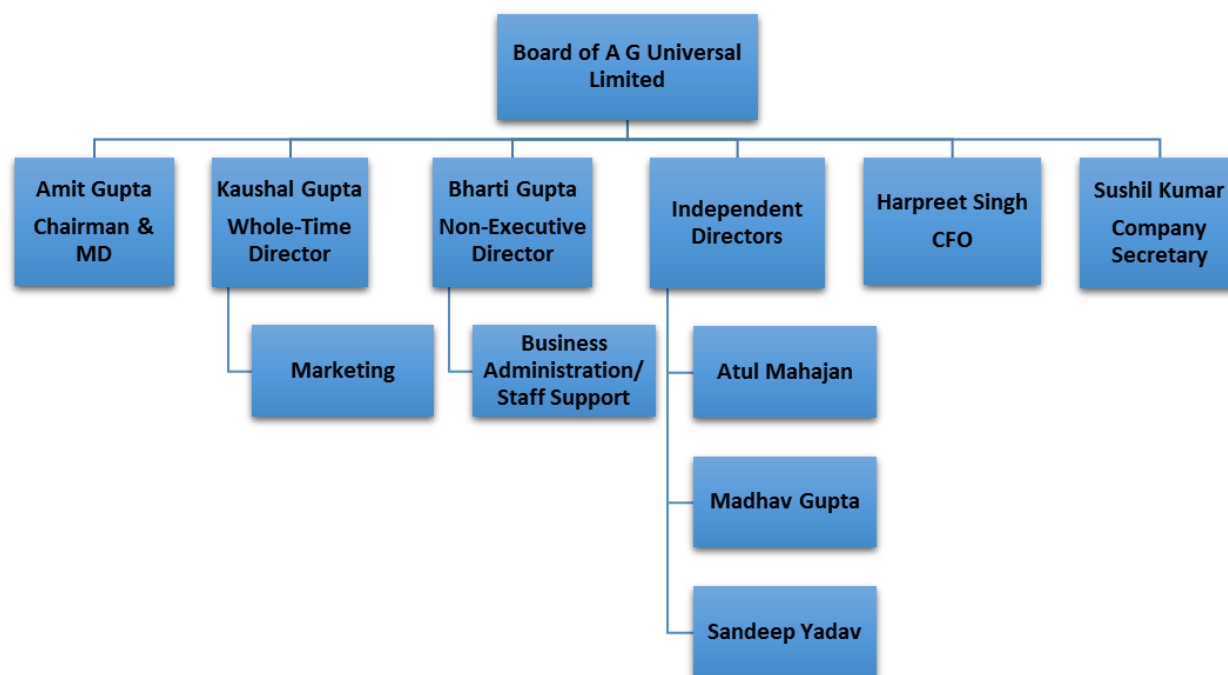 Board of A G Universal
Limited
Amit Gupta
Chairman &
MD
Kaushal Gupta
Whole-Time
Director
Bharti Gupta
Non-Executive
Director
Independent
Directors
Harpreet Singh
CFO
Sushil Kumar
Company
Secretary
Marketing
Business
Administration/
Staff Support
Atul Mahajan
Madhav Gupta
Sandeep Yadav